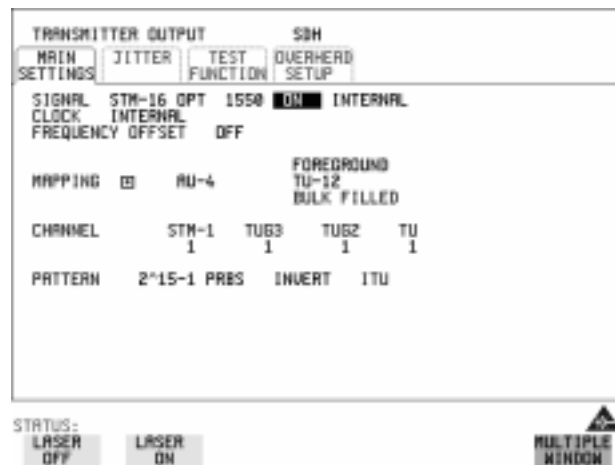 TRANSMITTER OUTPUT SDH
MAIN SETTINGS JITTER TEST FUNCTION OVERHEAD SETUP
SIGNAL STM-16 OPT 1550 ON INTERNAL
CLOCK INTERNAL
FREQUENCY OFFSET OFF
FOREGROUND
MAPPING AU-4 TU-12
BULK FILLED
CHANNEL STM-1 TUG3 TUG2 TU
1 1 1 1
PATTERN 2^15-1 PRBS INVERT ITU
STATUS:
LASER OFF LASER ON MULTIPLE WINDOW